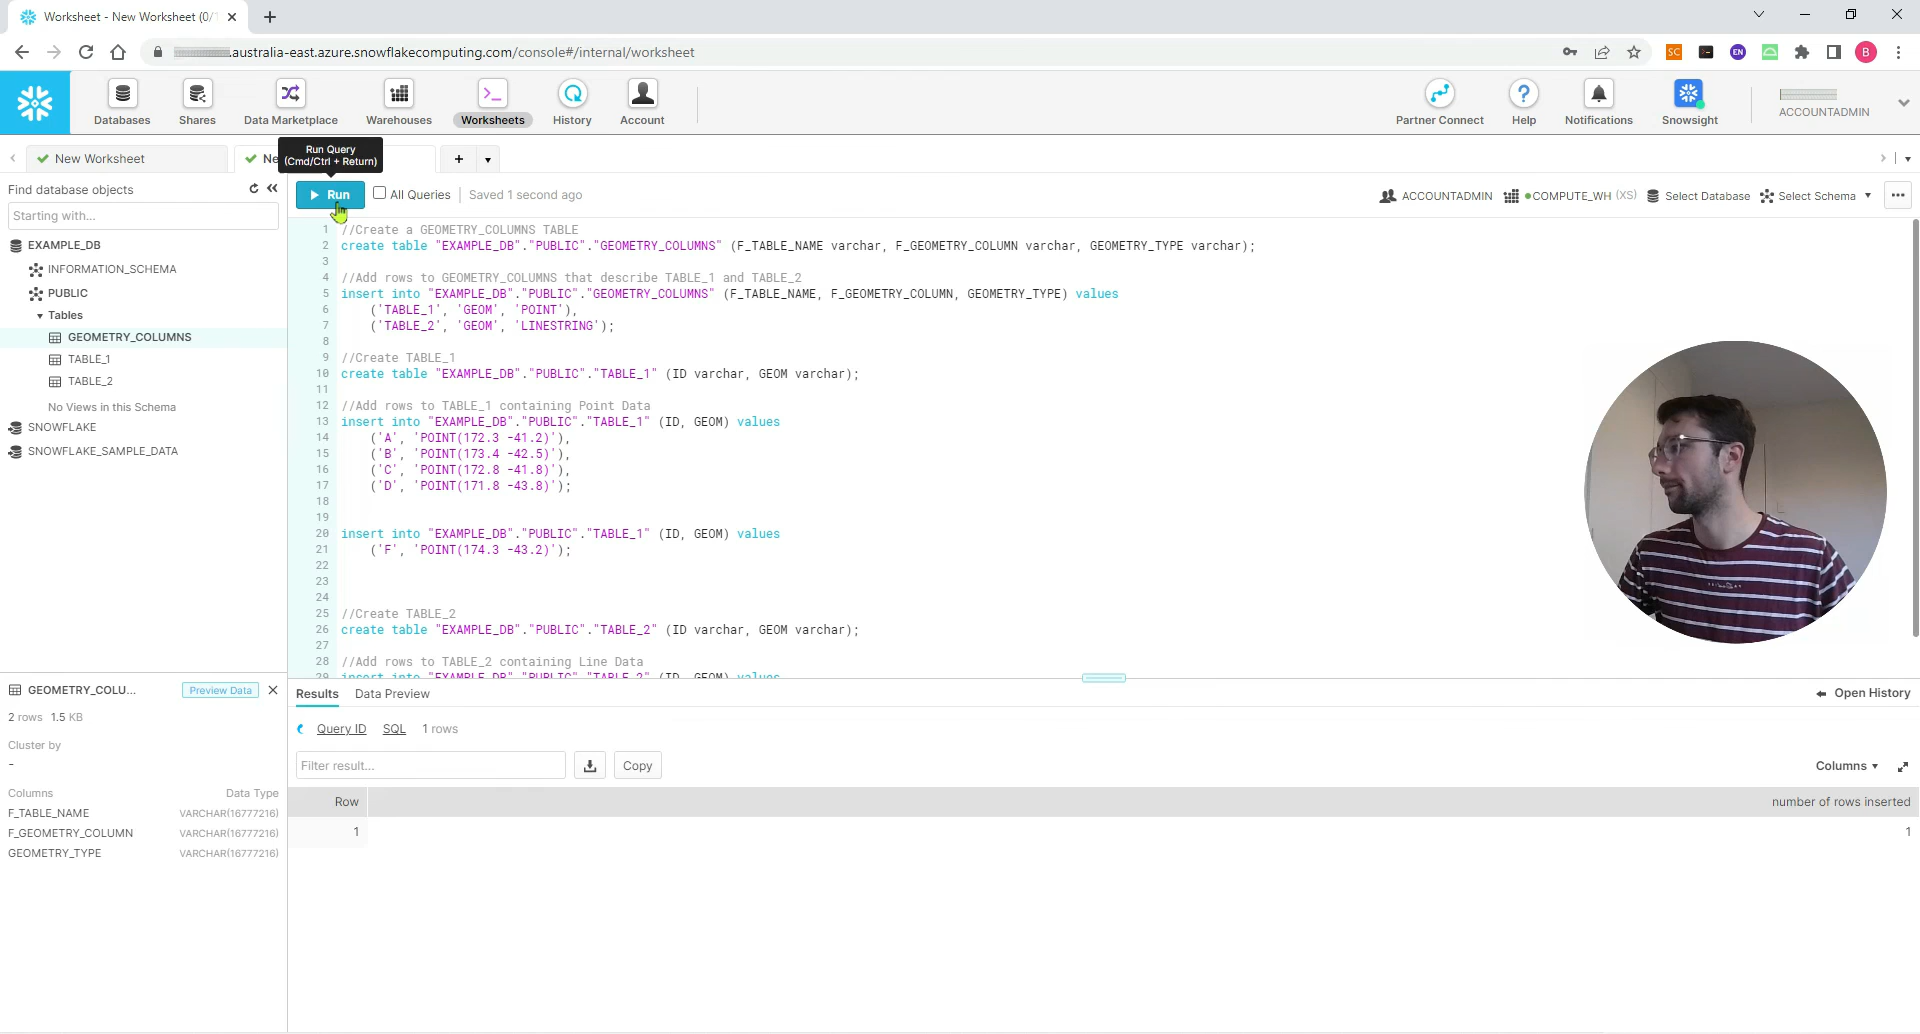 Worksheet - New Worksheet (0/1
.australia-east.azure.snowflakecomputing.com/console#/internal/worksheet
SC
EN
B
Databases
Shares
Data Marketplace
Warehouses
Worksheets
History
Account
Partner Connect
Help
Notifications
Snowsight
ACCOUNTADMIN
New Worksheet
Ne
Run Query
(Cmd/Ctrl + Return)
Find database objects
Run
All Queries
Saved 1 second ago
ACCOUNTADMIN
COMPUTE_WH (XS)
Select Database
Select Schema
Starting with...
EXAMPLE_DB
INFORMATION_SCHEMA
PUBLIC
Tables
GEOMETRY_COLUMNS
TABLE_1
TABLE_2
No Views in this Schema
SNOWFLAKE
SNOWFLAKE_SAMPLE_DATA
1 //Create a GEOMETRY_COLUMNS TABLE
2 create table "EXAMPLE_DB"."PUBLIC"."GEOMETRY_COLUMNS" (F_TABLE_NAME varchar, F_GEOMETRY_COLUMN varchar, GEOMETRY_TYPE varchar);
3
4 //Add rows to GEOMETRY_COLUMNS that describe TABLE_1 and TABLE_2
5 insert into "EXAMPLE_DB"."PUBLIC"."GEOMETRY_COLUMNS" (F_TABLE_NAME, F_GEOMETRY_COLUMN, GEOMETRY_TYPE) values
6 ('TABLE_1', 'GEOM', 'POINT'),
7 ('TABLE_2', 'GEOM', 'LINESTRING');
8
9 //Create TABLE_1
10 create table "EXAMPLE_DB"."PUBLIC"."TABLE_1" (ID varchar, GEOM varchar);
11
12 //Add rows to TABLE_1 containing Point Data
13 insert into "EXAMPLE_DB"."PUBLIC"."TABLE_1" (ID, GEOM) values
14 ('A', 'POINT(172.3 -41.2)'),
15 ('B', 'POINT(173.4 -42.5)'),
16 ('C', 'POINT(172.8 -41.8)'),
17 ('D', 'POINT(171.8 -43.8)');
18
19
20 insert into "EXAMPLE_DB"."PUBLIC"."TABLE_1" (ID, GEOM) values
21 ('F', 'POINT(174.3 -43.2)');
22
23
24
25 //Create TABLE_2
26 create table "EXAMPLE_DB"."PUBLIC"."TABLE_2" (ID varchar, GEOM varchar);
27
28 //Add rows to TABLE_2 containing Line Data
29 insert into "EXAMPLE_DB"."PUBLIC"."TABLE_2" (ID, GEOM) values
GEOMETRY_COLU...
Preview Data
2 rows 1.5 KB
Cluster by
-
Columns Data Type
F_TABLE_NAME VARCHAR(16777216)
F_GEOMETRY_COLUMN VARCHAR(16777216)
GEOMETRY_TYPE VARCHAR(16777216)
Results
Data Preview
Open History
Query ID
SQL
1 rows
Filter result...
Copy
Columns
Row number of rows inserted
1 1